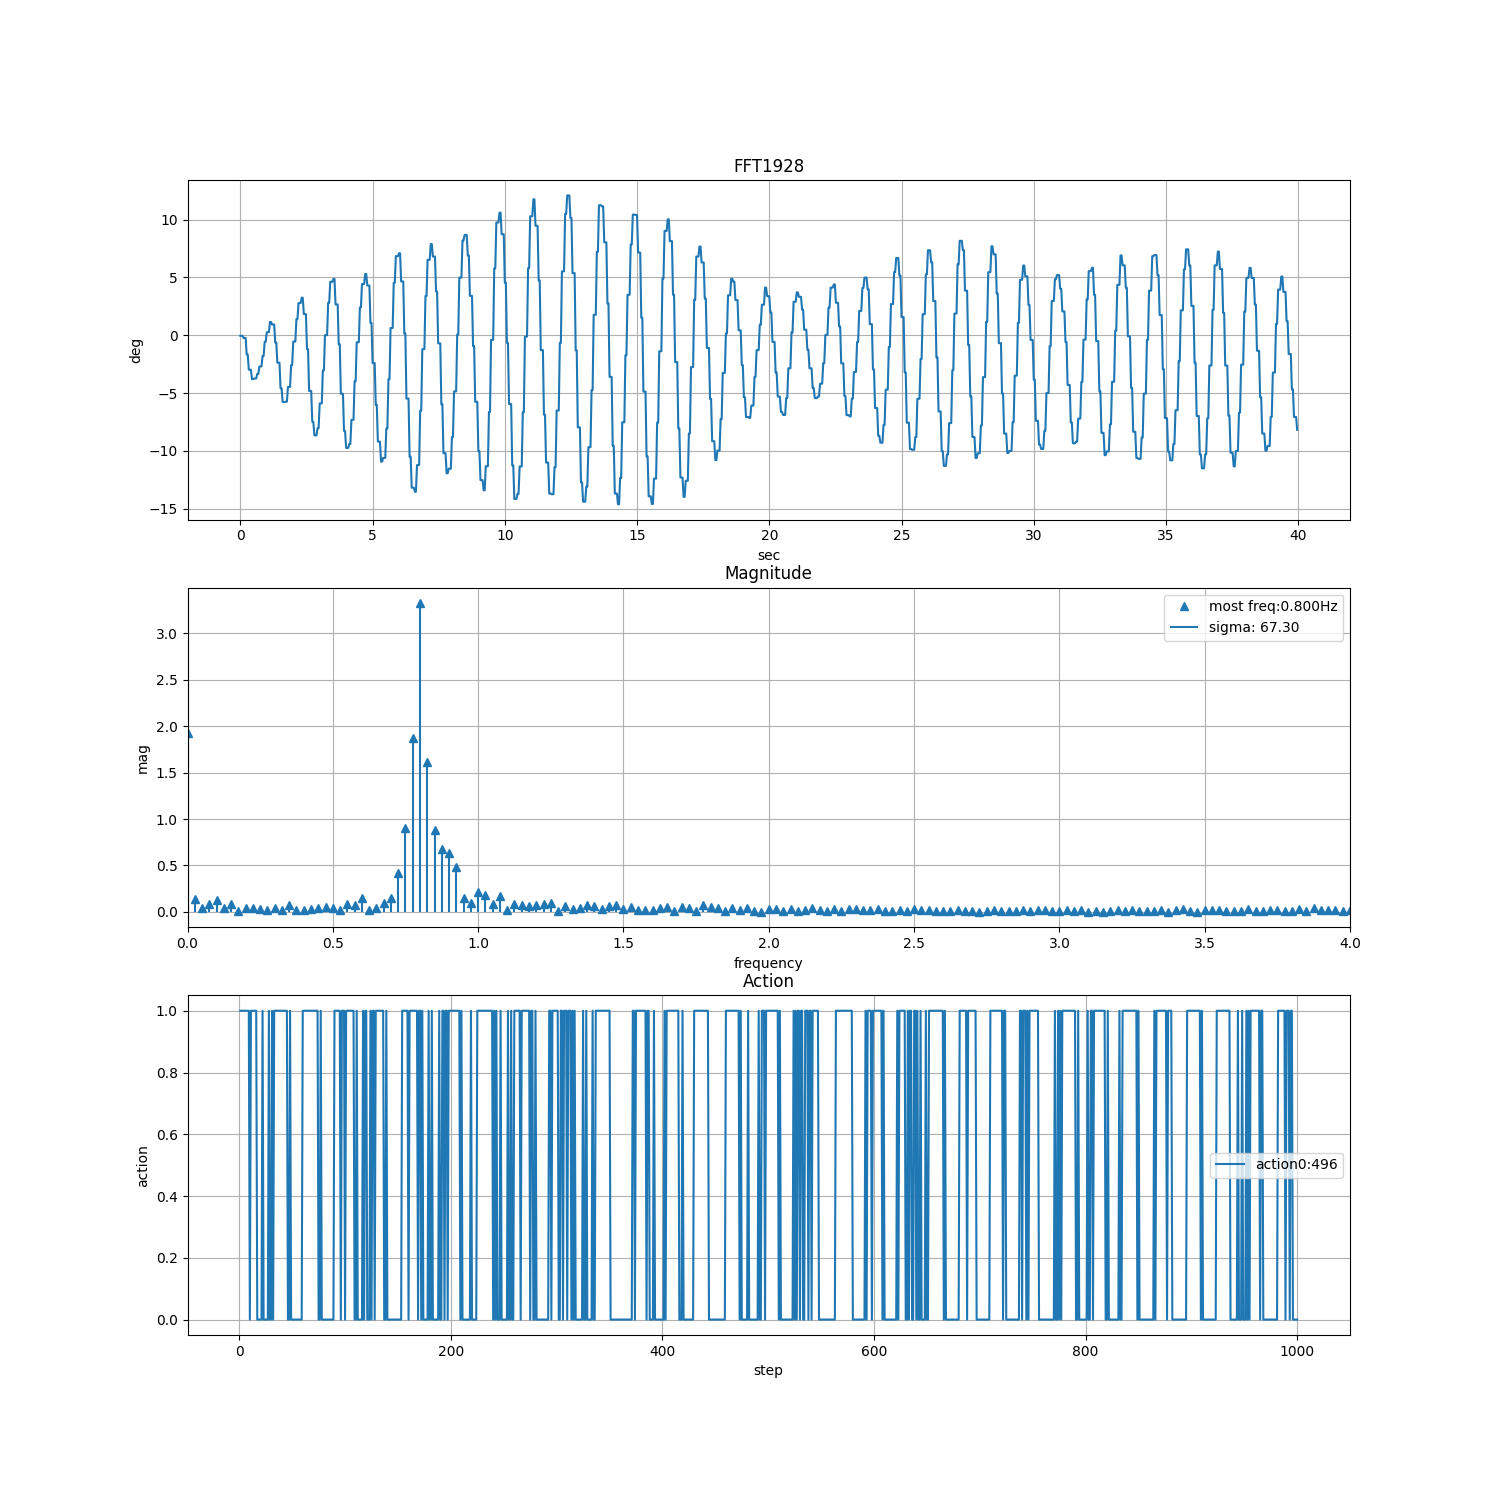 FFT1928
10
5
0
−5
−10
−15
deg
0 5 10 15 20 25 30 35 40
sec
Magnitude
most freq:0.800Hz
sigma: 67.30
3.0
2.5
2.0
1.5
1.0
0.5
0.0
mag
0.0 0.5 1.0 1.5 2.0 2.5 3.0 3.5 4.0
frequency
Action
1.0
0.8
0.6
0.4
0.2
0.0
action
action0:496
0 200 400 600 800 1000
step